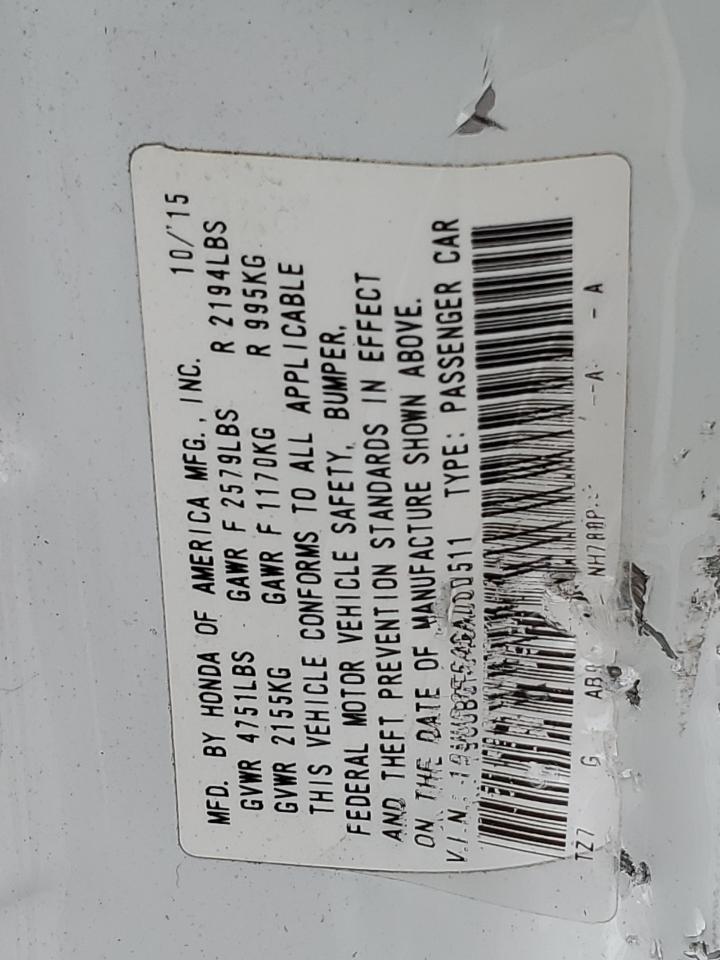 MFD. BY HONDA OF AMERICA MFG., INC. 10/'15
GVWR 4751LBS GAWR F 2579LBS R 2194LBS
GVWR 2155KG GAWR F 1170KG R 995KG
THIS VEHICLE CONFORMS TO ALL APPLICABLE
FEDERAL MOTOR VEHICLE SAFETY, BUMPER,
AND THEFT PREVENTION STANDARDS IN EFFECT
ON THE DATE OF MANUFACTURE SHOWN ABOVE.
V.I.N.: TYPE: PASSENGER CAR
TZ7 G -A -A